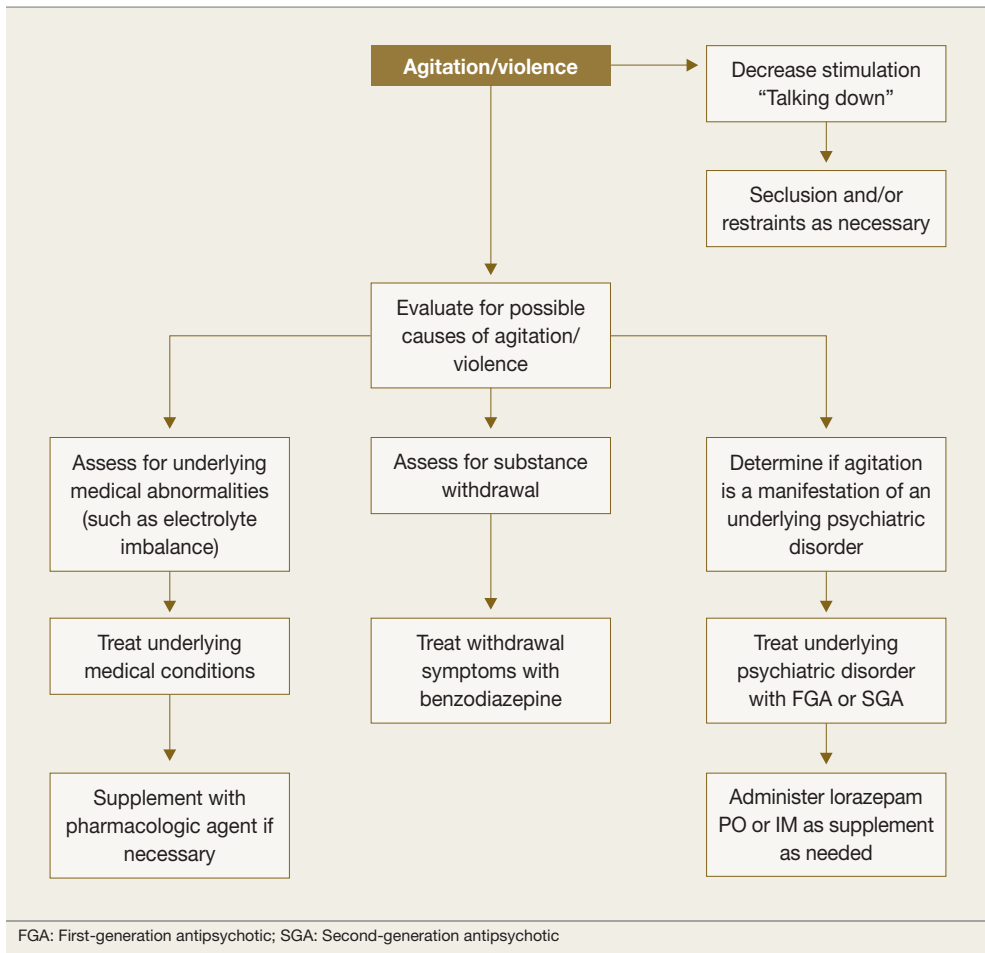 Agitation/violence
Decrease stimulation
“Talking down”
Seclusion and/or
restraints as necessary
Evaluate for possible
causes of agitation/
violence
Assess for underlying
medical abnormalities
(such as electrolyte
imbalance)
Assess for substance
withdrawal
Determine if agitation
is a manifestation of an
underlying psychiatric
disorder
Treat underlying
medical conditions
Treat withdrawal
symptoms with
benzodiazepine
Treat underlying
psychiatric disorder
with FGA or SGA
Supplement with
pharmacologic agent if
necessary
Administer lorazepam
PO or IM as supplement
as needed
FGA: First-generation antipsychotic; SGA: Second-generation antipsychotic